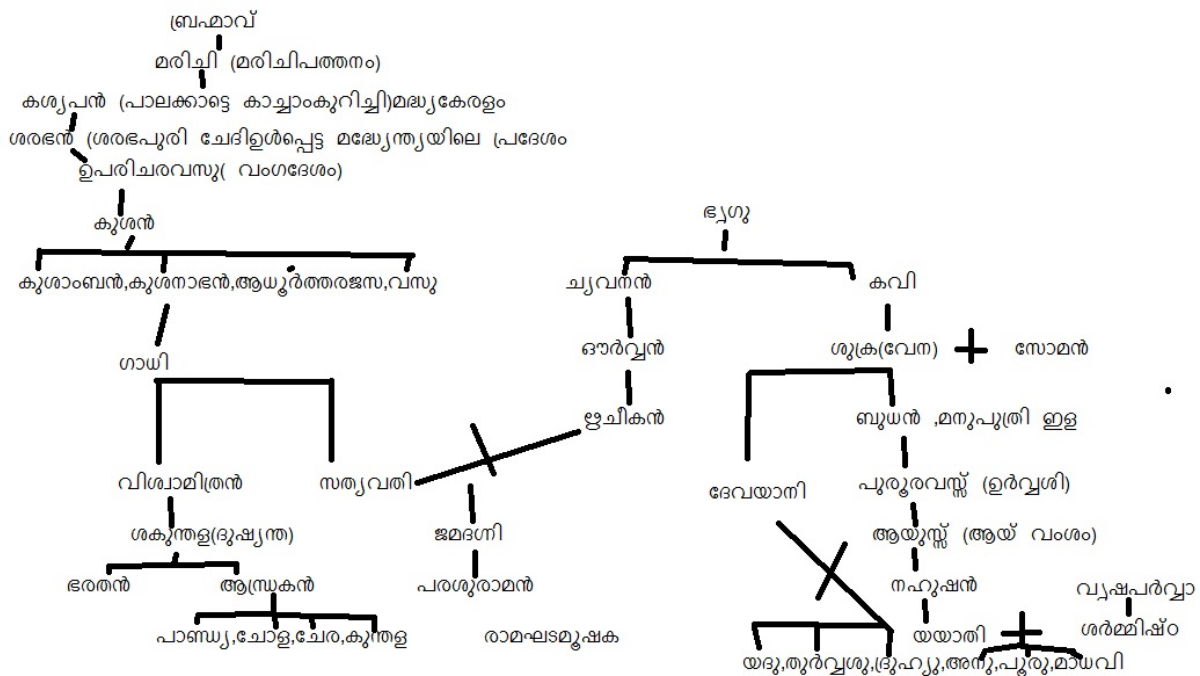 ബ്രഹ്മാവ്
മരിചി (മരിചിപത്തനം)
കശ്യപൻ (പാലക്കാട്ടെ കാച്ചാംകുറിച്ചി)മദ്ധ്യകേരളം
ശരഭൻ (ശരഭപുരി ചേദിഉൾപ്പെട്ട മദ്ധ്യേന്ത്യയിലെ പ്രദേശം
ഉപരിചരവസു( വംഗദേശം)
കുശൻ
ഭൃഗു
കുശാംബൻ,കുശനാഭൻ,ആധൂർത്തരജസ,വസു
ച്യവനൻ കവി
ഗാധി ഔർവ്വൻ ശുക്ര(വേന) സോമൻ
ഋചീകൻ ബുധൻ ,മനുപുത്രി ഇള
വിശ്വാമിത്രൻ സത്യവതി ദേവയാനി പുരൂരവസ്സ് (ഉർവ്വശി)
ശകുന്തള(ദുഷ്യന്ത) ജമദഗ്നി ആയുസ്സ് (ആയ് വംശം)
ഭരതൻ ആന്ധ്രകൻ പരശുരാമൻ നഹുഷൻ വൃഷപർവ്വാ
പാണ്ഡ്യ,ചോള,ചേര,കുന്തള രാമഘടമൂഷക യയാതി ശർമ്മിഷ്ഠ
യദു,തുർവ്വശു,ദ്രുഹ്യു,അനു,പൂരു,മാധവി